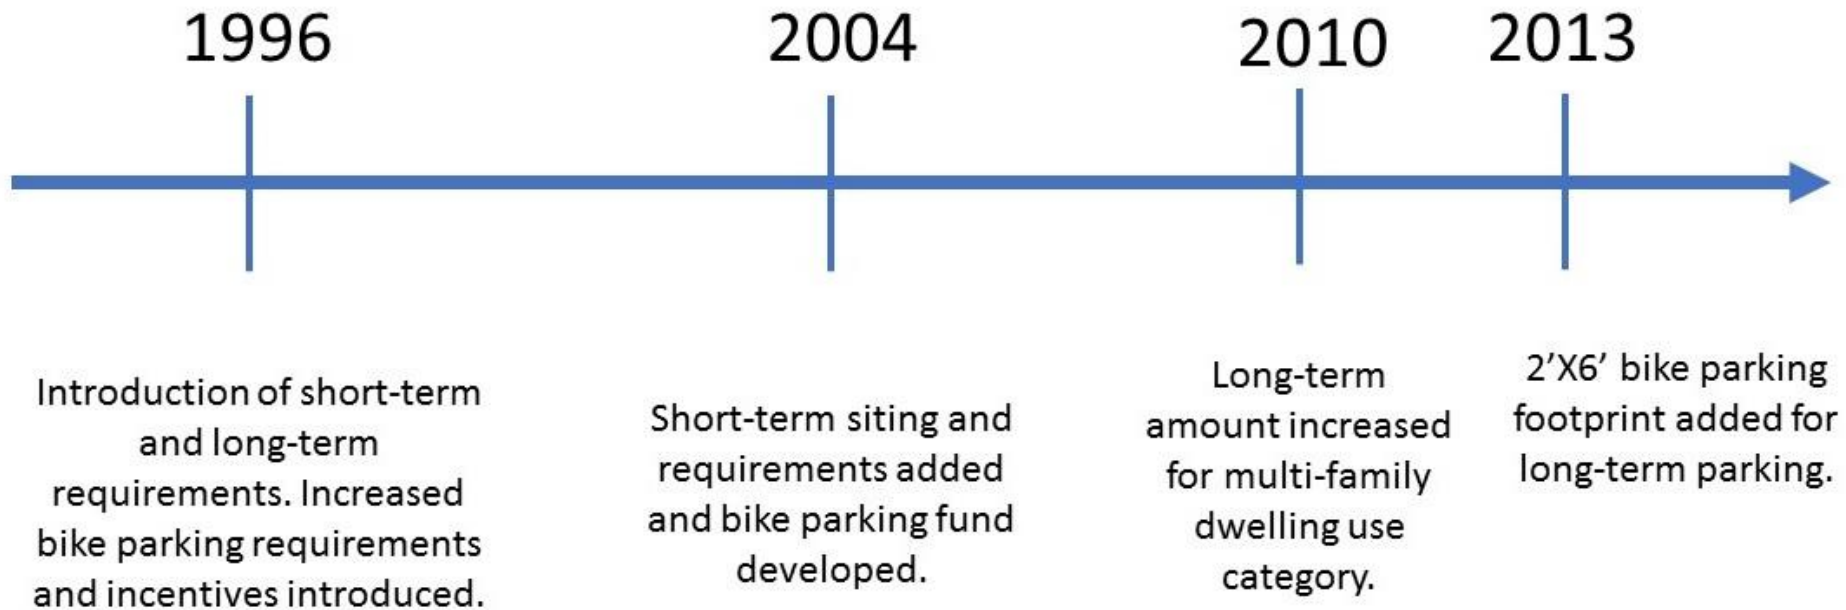 1996
2004
2010
2013
Introduction of short-term
and long-term
requirements. Increased
bike parking requirements
and incentives introduced.
Short-term siting and
requirements added
and bike parking fund
developed.
Long-term
amount increased
for multi-family
dwelling use
category.
2’X6’ bike parking
footprint added for
long-term parking.